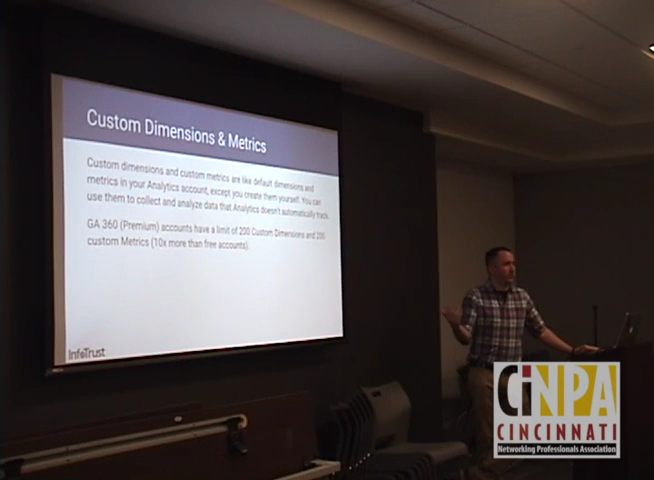 Custom Dimensions & Metrics
Custom dimensions and custom metrics are like default dimensions and
metrics in your Analytics account, except you create them yourself. You can
use them to collect and analyze data that Analytics doesn't automatically track.
GA 360 (Premium) accounts have a limit of 200 Custom Dimensions and 200
custom Metrics (10x more than free accounts).
InfoTrust
CiNPA
CINCINNATI
Networking Professionals Association